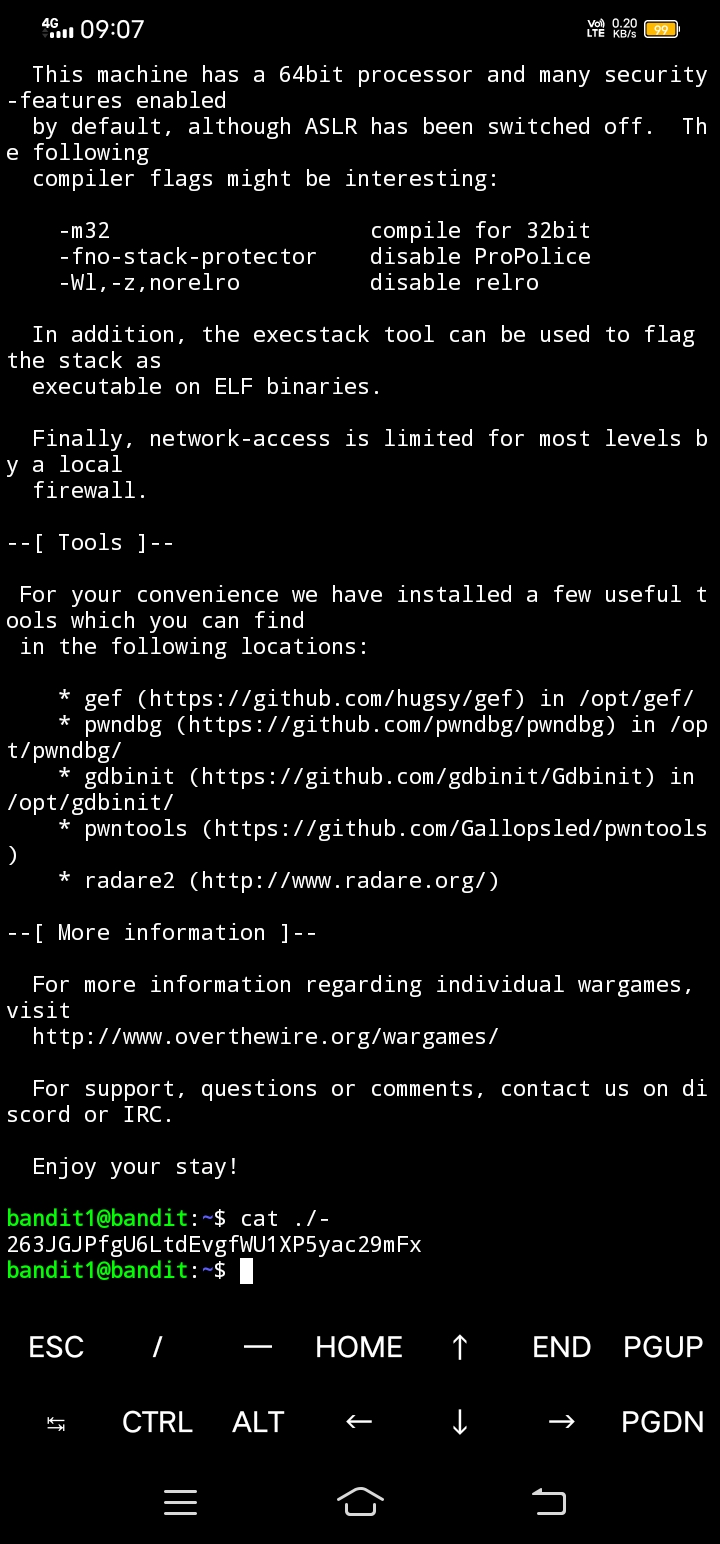 4G 09:07 Vo) LTE 0.20 KB/s 99
  This machine has a 64bit processor and many security
-features enabled
  by default, although ASLR has been switched off.  Th
e following
  compiler flags might be interesting:

    -m32                    compile for 32bit
    -fno-stack-protector    disable ProPolice
    -Wl,-z,norelro          disable relro

  In addition, the execstack tool can be used to flag
the stack as
  executable on ELF binaries.

  Finally, network-access is limited for most levels b
y a local
  firewall.

--[ Tools ]--

 For your convenience we have installed a few useful t
ools which you can find
 in the following locations:

    * gef (https://github.com/hugsy/gef) in /opt/gef/
    * pwndbg (https://github.com/pwndbg/pwndbg) in /op
t/pwndbg/
    * gdbinit (https://github.com/gdbinit/Gdbinit) in
/opt/gdbinit/
    * pwntools (https://github.com/Gallopsled/pwntools
)
    * radare2 (http://www.radare.org/)

--[ More information ]--

  For more information regarding individual wargames,
visit
  http://www.overthewire.org/wargames/

  For support, questions or comments, contact us on di
scord or IRC.

  Enjoy your stay!

bandit1@bandit:~$ cat ./-
263JGJPfgU6LtdEvgfWU1XP5yac29mFx
bandit1@bandit:~$
ESC / — HOME ↑ END PGUP
↹ CTRL ALT ← ↓ → PGDN